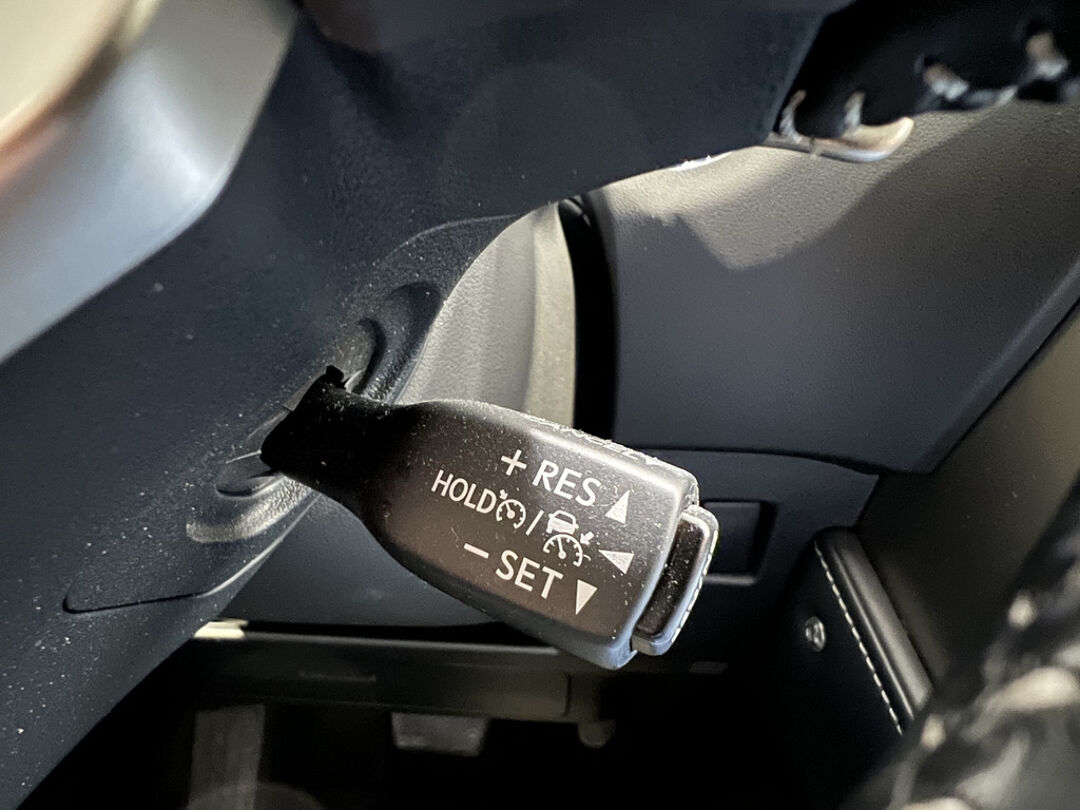 + RES ▲
HOLD / ◀
– SET ▼